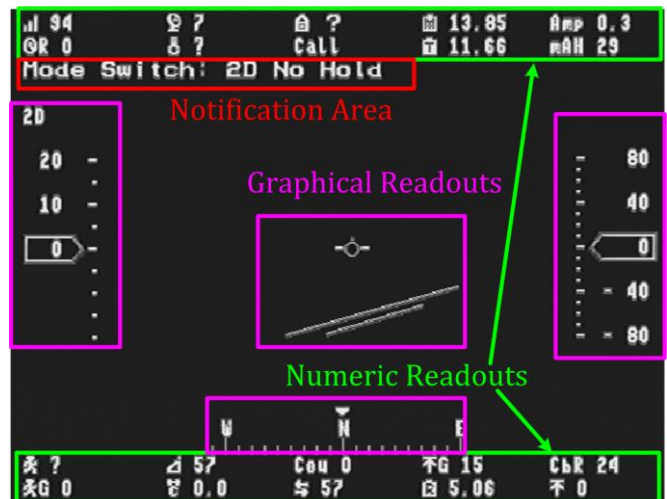 94 7 ? 13.85 Amp 0.3
R 0 ? Call 11.66 mAH 29
Mode Switch: 2D No Hold
Notification Area
2D
20
10
0
Graphical Readouts
80
40
0
40
80
Numeric Readouts
W N E
? 57 Cou 0 G 15 CbR 24
G 0 0.0 57 5.06 0